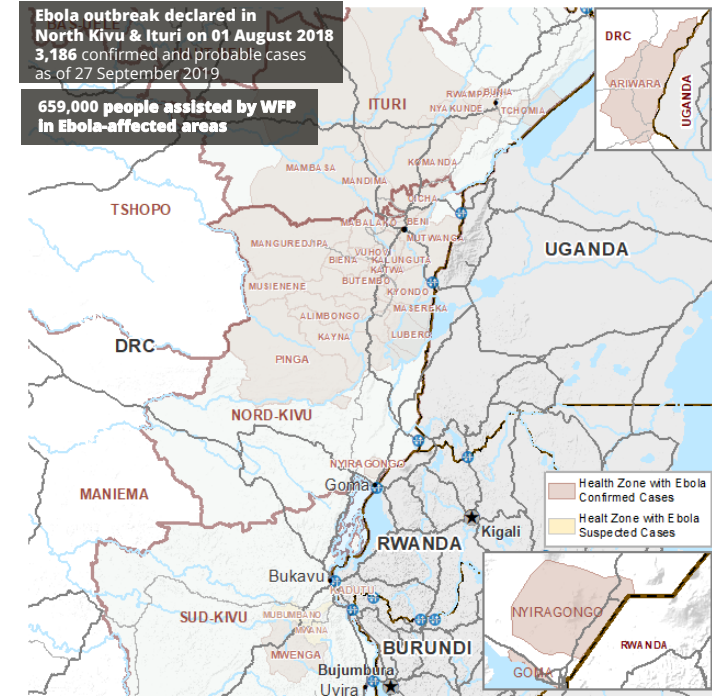 Ebola outbreak declared in
North Kivu & Ituri on 01 August 2018
3,186 confirmed and probable cases
as of 27 September 2019
659,000 people assisted by WFP
in Ebola-affected areas
DRC
ARIWARA
UGANDA
ITURI
RWAMPARA
BUNIA
NYAKUNDE
TCHOMIA
KOMANDA
MAMBASA
MANDIMA
OICHA
TSHOPO
MABALAKO
BENI
MUTWANGA
MANGUREDJIPA
VUHOVI
BIENA
KALUNGUTA
KATWA
BUTEMBO
MUSIENENE
KYONDO
MASEREKA
ALIMBONGO
KAYNA
LUBERO
PINGA
UGANDA
DRC
NORD-KIVU
NYIRAGONGO
Goma
MANIEMA
Health Zone with Ebola
Confirmed Cases
Healt Zone with Ebola
Suspected Cases
Kigali
RWANDA
Bukavu
KADUTU
SUD-KIVU
MUBUMBANO
MWANA
MWENGA
BURUNDI
Bujumbura
Uvira
NYIRAGONGO
GOMA
RWANDA